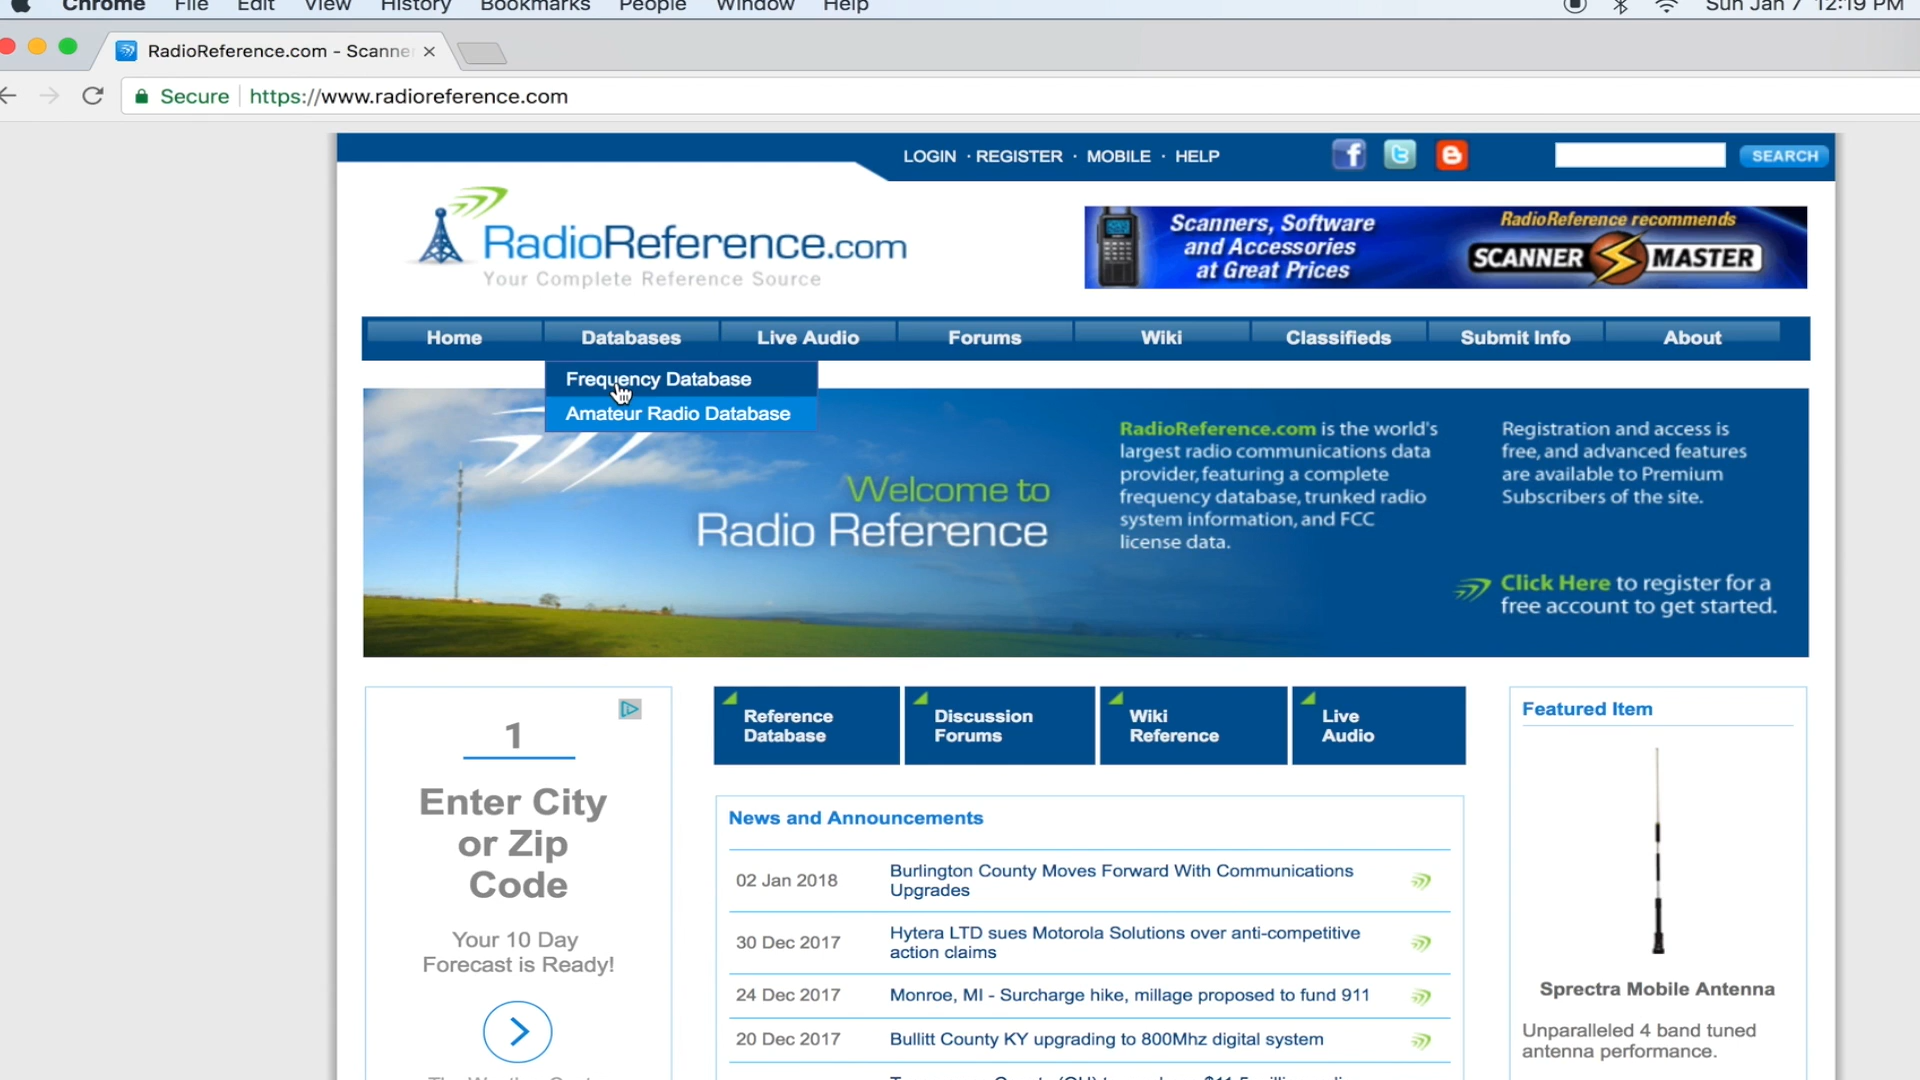 Chrome File Edit View History Bookmarks People Window Help Sun Jan 7 12:19 PM
RadioReference.com - Scanne
Secure https://www.radioreference.com
LOGIN · REGISTER · MOBILE · HELP
SEARCH
RadioReference.com
Your Complete Reference Source
Scanners, Software
and Accessories
at Great Prices
RadioReference recommends
SCANNER MASTER
Home Databases Live Audio Forums Wiki Classifieds Submit Info About
Frequency Database
Amateur Radio Database
Welcome to
Radio Reference
RadioReference.com is the world's
largest radio communications data
provider, featuring a complete
frequency database, trunked radio
system information, and FCC
license data.
Registration and access is
free, and advanced features
are available to Premium
Subscribers of the site.
Click Here to register for a
free account to get started.
1
Enter City
or Zip
Code
Your 10 Day
Forecast is Ready!
Reference
Database
Discussion
Forums
Wiki
Reference
Live
Audio
News and Announcements
02 Jan 2018 Burlington County Moves Forward With Communications
Upgrades
30 Dec 2017 Hytera LTD sues Motorola Solutions over anti-competitive
action claims
24 Dec 2017 Monroe, MI - Surcharge hike, millage proposed to fund 911
20 Dec 2017 Bullitt County KY upgrading to 800Mhz digital system
Featured Item
Sprectra Mobile Antenna
Unparalleled 4 band tuned
antenna performance.